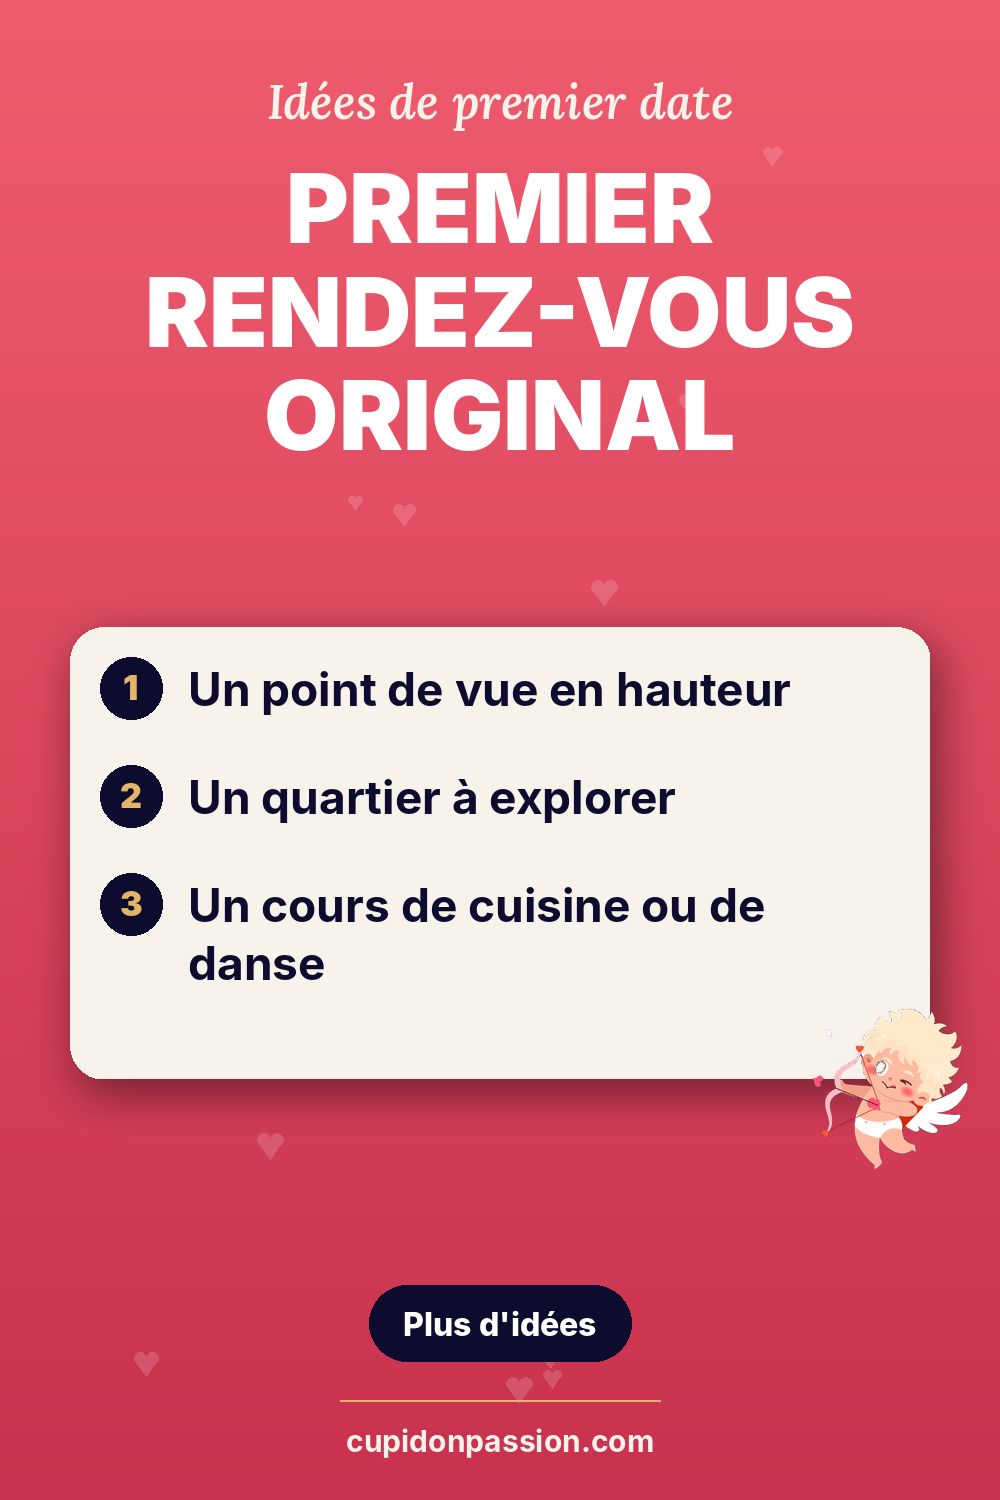 Idées de premier date
PREMIER
RENDEZ-VOUS
ORIGINAL
1 Un point de vue en hauteur
2 Un quartier à explorer
3 Un cours de cuisine ou de
danse
Plus d'idées
cupidonpassion.com